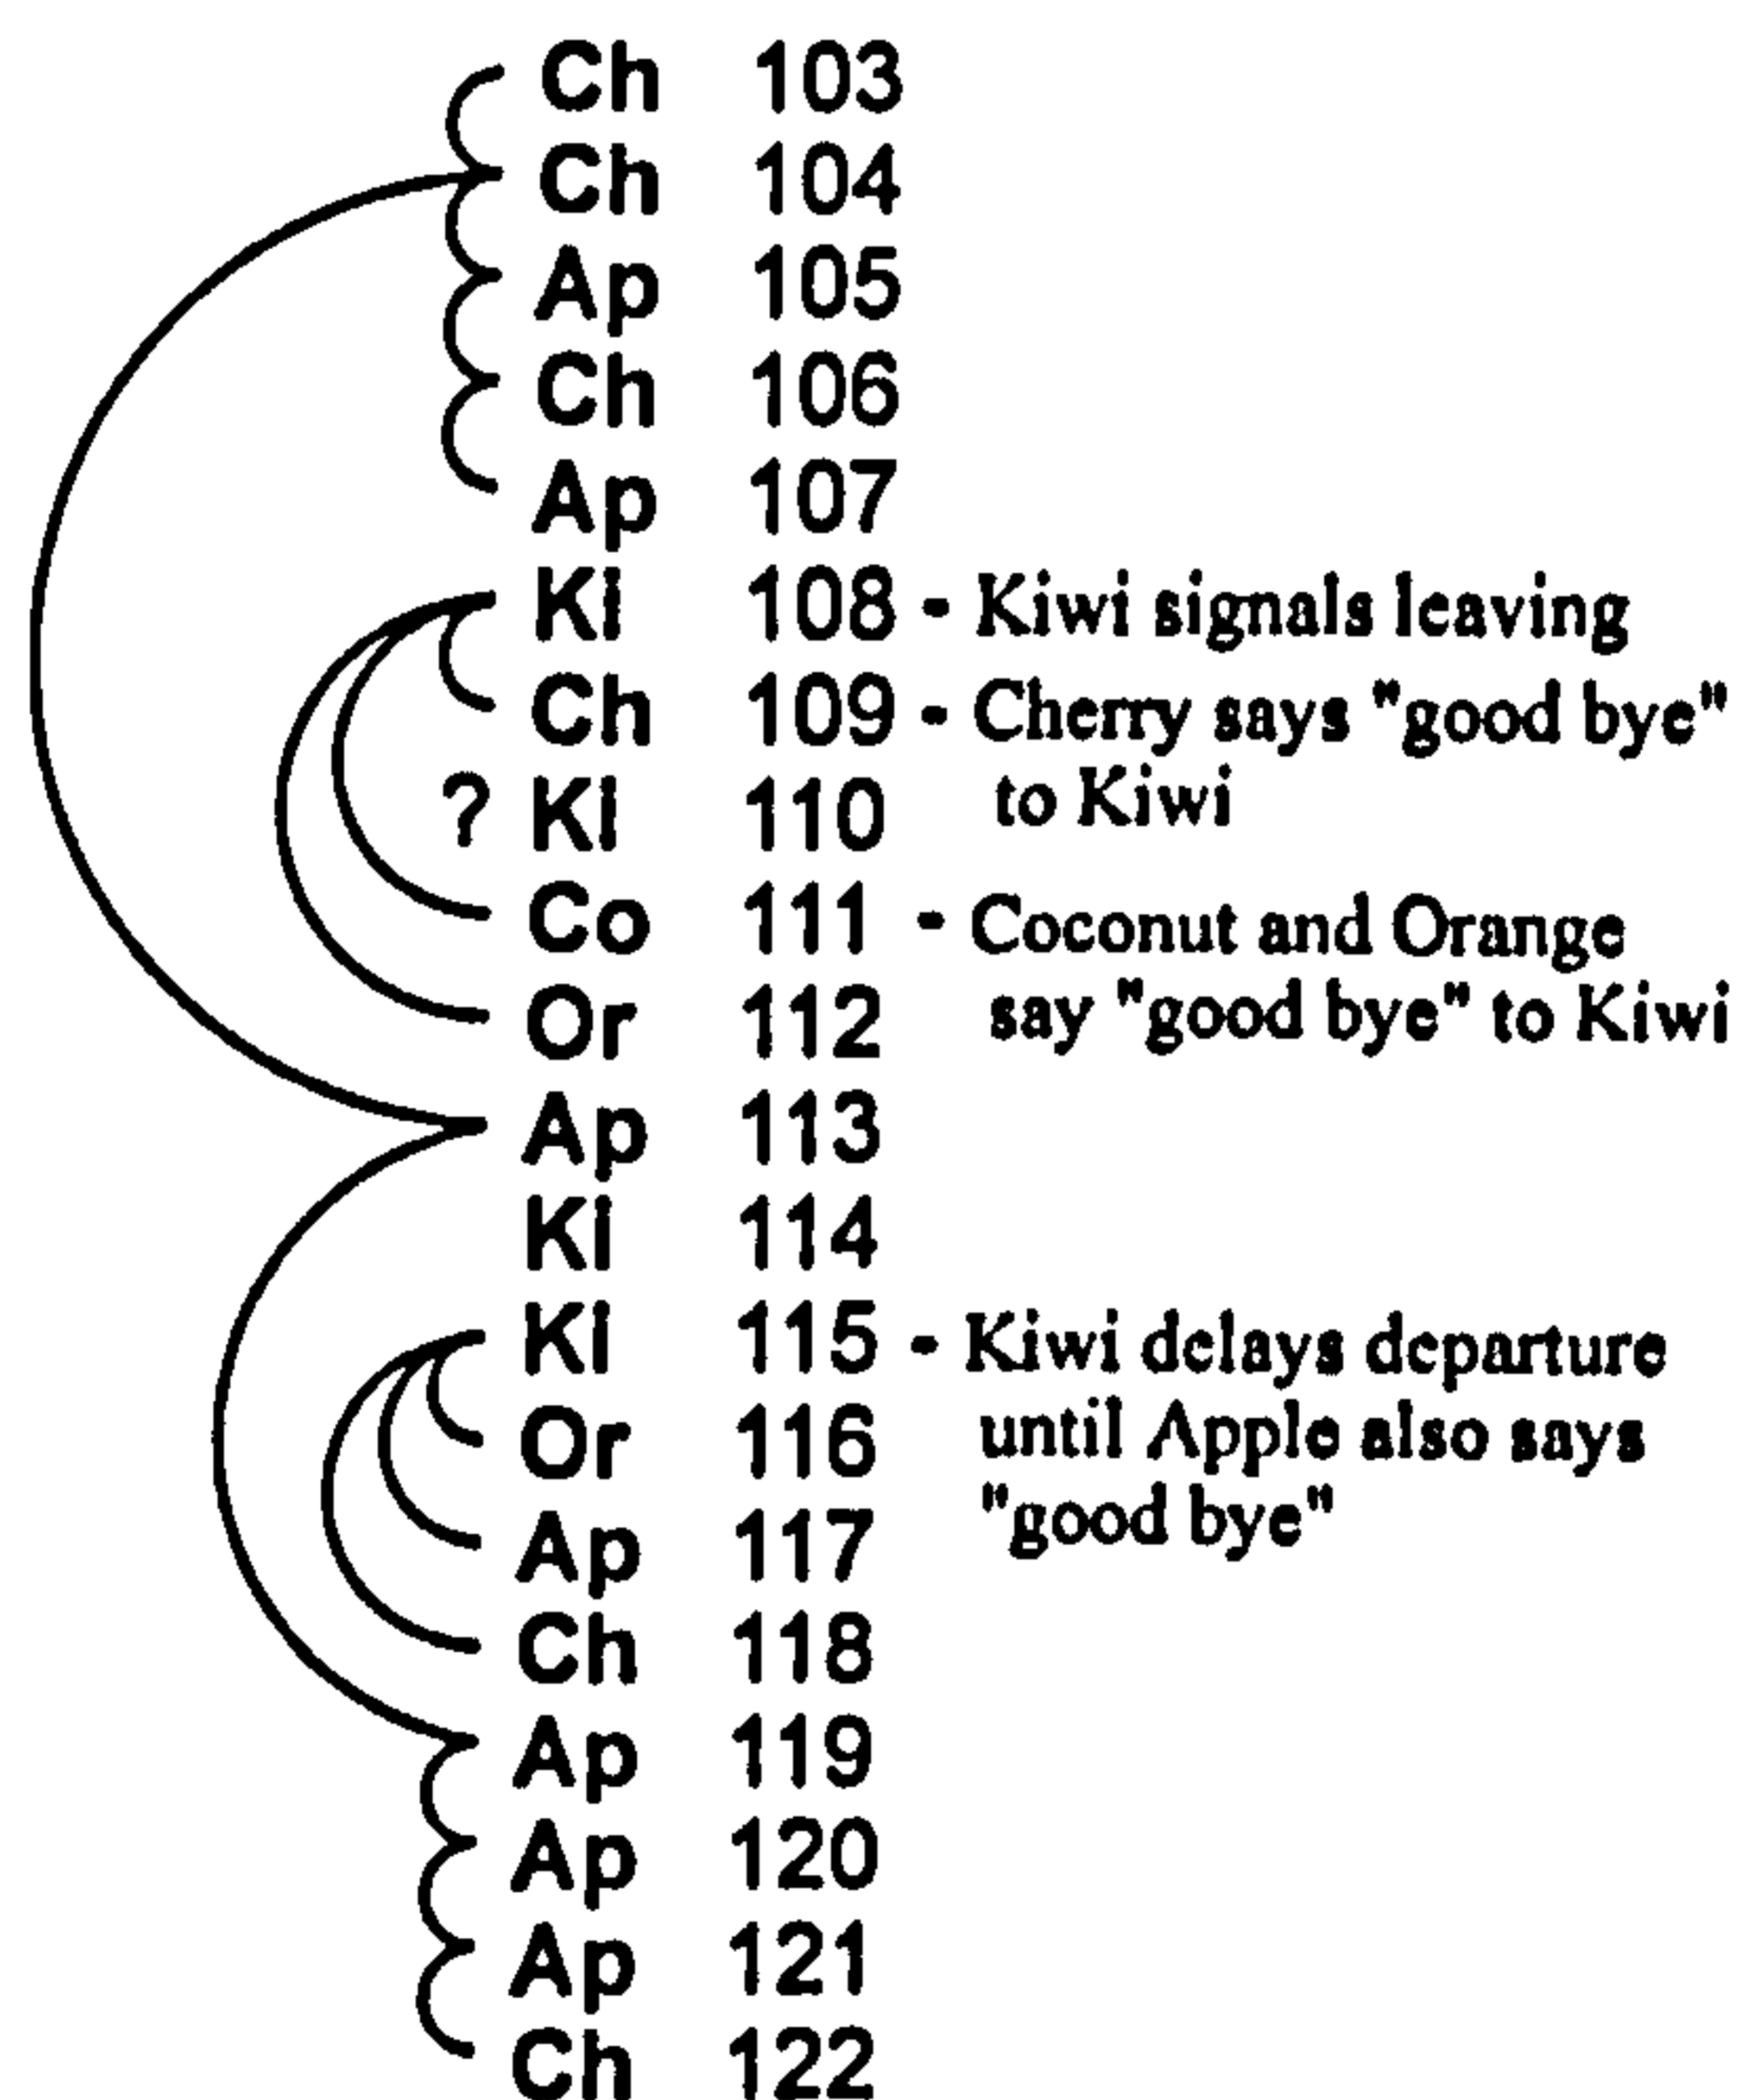 Ch 103
Ch 104
Ap 105
Ch 106
Ap 107
Ki 108 - Kiwi signals leaving
Ch 109 - Cherry says "good bye"
? Ki 110 to Kiwi
Co 111 - Coconut and Orange
Or 112 say "good bye" to Kiwi
Ap 113
Ki 114
Ki 115 - Kiwi delays departure
Or 116 until Apple also says
Ap 117 "good bye"
Ch 118
Ap 119
Ap 120
Ap 121
Ch 122